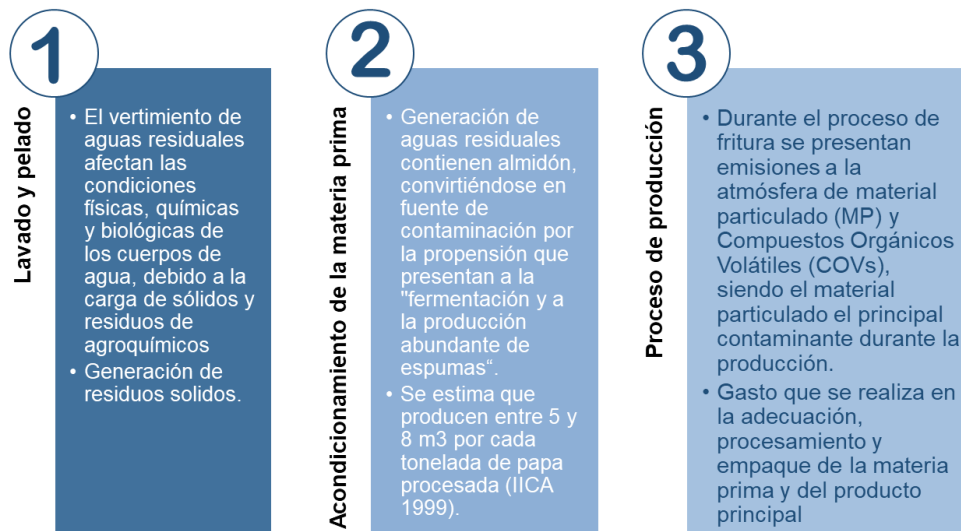 1
Lavado y pelado
• El vertimiento de
aguas residuales
afectan las
condiciones
físicas, químicas
y biológicas de
los cuerpos de
agua, debido a la
carga de sólidos y
residuos de
agroquímicos
• Generación de
residuos solidos.
2
Acondicionamiento de la materia prima
• Generación de
aguas residuales
contienen almidón,
convirtiéndose en
fuente de
contaminación por
la propensión que
presentan a la
"fermentación y a
la producción
abundante de
espumas“.
• Se estima que
producen entre 5 y
8 m3 por cada
tonelada de papa
procesada (IICA
1999).
3
Proceso de producción
• Durante el proceso de
fritura se presentan
emisiones a la
atmósfera de material
particulado (MP) y
Compuestos Orgánicos
Volátiles (COVs),
siendo el material
particulado el principal
contaminante durante la
producción.
• Gasto que se realiza en
la adecuación,
procesamiento y
empaque de la materia
prima y del producto
principal